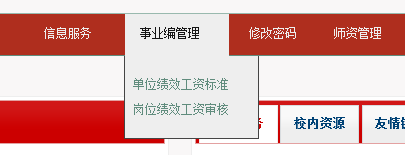 信息服务 事业编管理 修改密码 师资管理
单位绩效工资标准
岗位绩效工资审核
务 校内资源 友情